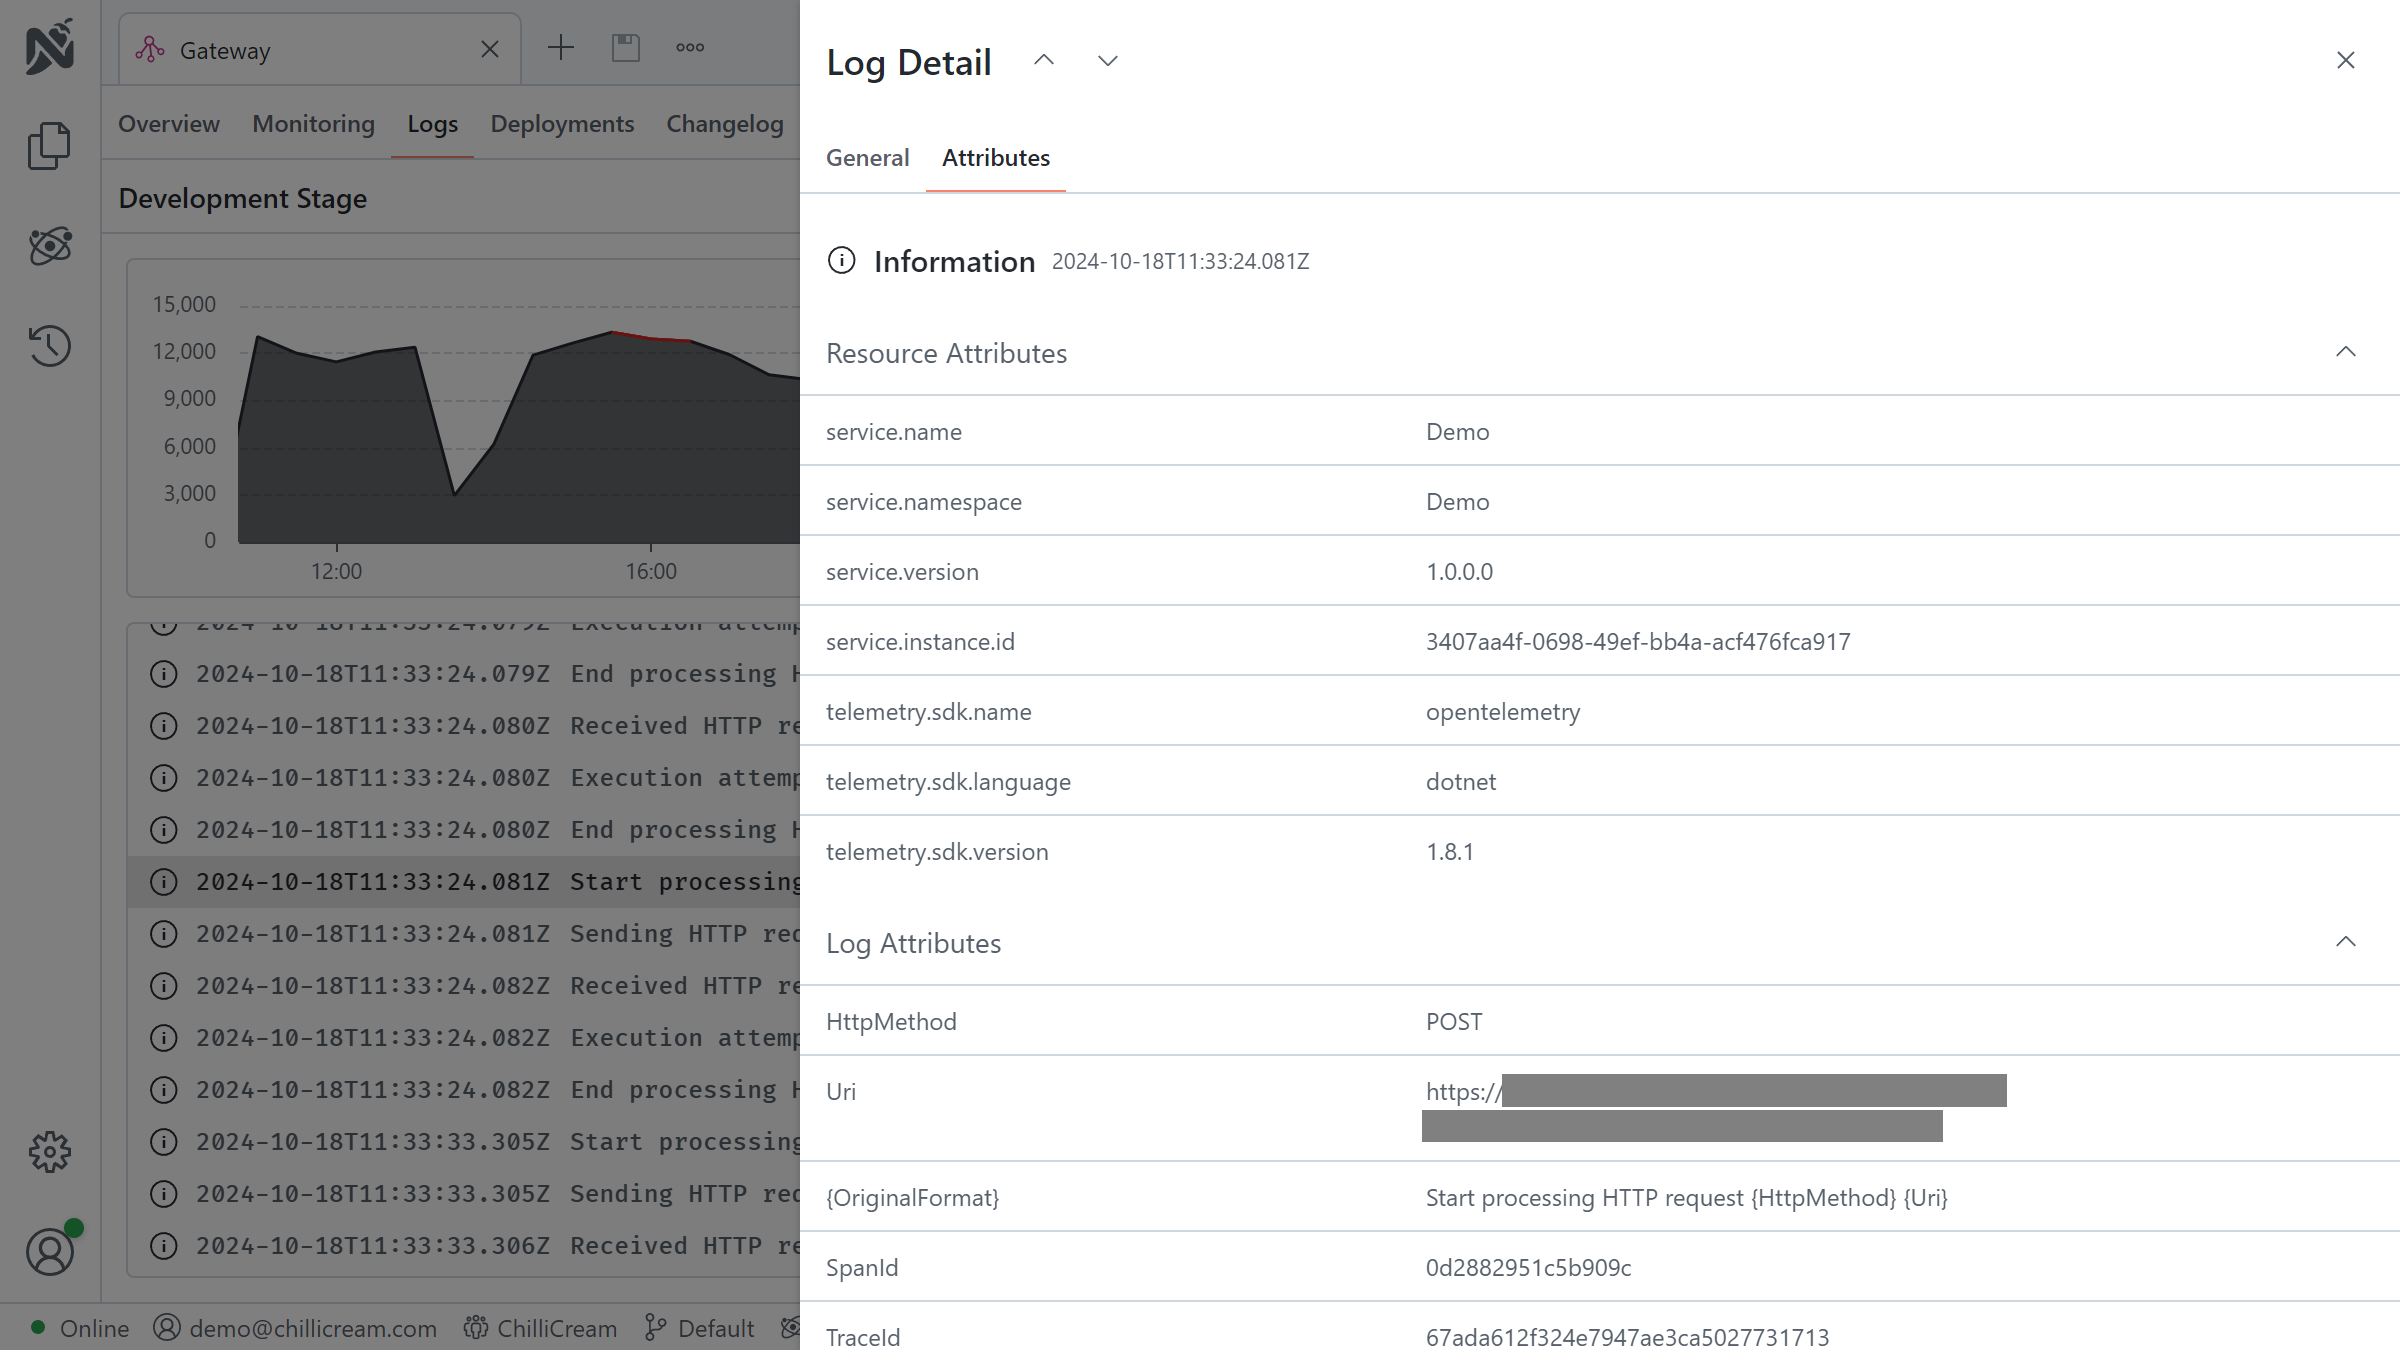 Gateway
Overview Monitoring Logs Deployments Changelog
Development Stage
15,000
12,000
9,000
6,000
3,000
0
12:00 16:00
2024-10-18T11:33:24.079Z Execution attemp
2024-10-18T11:33:24.079Z End processing H
2024-10-18T11:33:24.080Z Received HTTP re
2024-10-18T11:33:24.080Z Execution attemp
2024-10-18T11:33:24.080Z End processing H
2024-10-18T11:33:24.081Z Start processing
2024-10-18T11:33:24.081Z Sending HTTP req
2024-10-18T11:33:24.082Z Received HTTP re
2024-10-18T11:33:24.082Z Execution attemp
2024-10-18T11:33:24.082Z End processing H
2024-10-18T11:33:33.305Z Start processing
2024-10-18T11:33:33.305Z Sending HTTP req
2024-10-18T11:33:33.306Z Received HTTP re
Online demo@chillicream.com ChilliCream Default
Log Detail
General Attributes
Information 2024-10-18T11:33:24.081Z
Resource Attributes
service.name Demo
service.namespace Demo
service.version 1.0.0.0
service.instance.id 3407aa4f-0698-49ef-bb4a-acf476fca917
telemetry.sdk.name opentelemetry
telemetry.sdk.language dotnet
telemetry.sdk.version 1.8.1
Log Attributes
HttpMethod POST
Uri https://
{OriginalFormat} Start processing HTTP request {HttpMethod} {Uri}
SpanId 0d2882951c5b909c
TraceId 67ada612f324e7947ae3ca5027731713